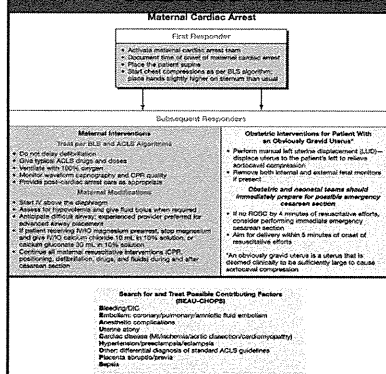 Maternal Cardiac Arrest
First Responder
• Activate maternal cardiac arrest team
• Document time of onset of maternal cardiac arrest
• Place the patient supine
• Start chest compressions as per BLS algorithm;
place hands slightly higher on sternum than usual
Subsequent Responders
Maternal Interventions
Treat per BLS and ACLS Algorithms
• Do not delay defibrillation
• Give typical ACLS drugs and doses
• Ventilate with 100% oxygen
• Monitor waveform capnography and CPR quality
• Provide post-cardiac arrest care as appropriate
Maternal Modifications
• Start IV above the diaphragm
• Assess for hypovolemia and give fluid bolus when required
• Anticipate difficult airway; experienced provider preferred for
advanced airway placement
• If patient receiving IV/IO magnesium prearrest, stop magnesium
and give IV/IO calcium chloride 10 mL in 10% solution, or
calcium gluconate 30 mL in 10% solution
• Continue all maternal resuscitative interventions (CPR,
positioning, defibrillation, drugs, and fluids) during and after
cesarean section
Obstetric Interventions for Patient With
an Obviously Gravid Uterus*
• Perform manual left uterine displacement (LUD)—
displace uterus to the patient's left to relieve
aortocaval compression
• Remove both internal and external fetal monitors
if present
Obstetric and neonatal teams should
immediately prepare for possible emergency
cesarean section
• If no ROSC by 4 minutes of resuscitative efforts,
consider performing immediate emergency
cesarean section
• Aim for delivery within 5 minutes of onset of
resuscitative efforts
*An obviously gravid uterus is a uterus that is
deemed clinically to be sufficiently large to cause
aortocaval compression
Search for and Treat Possible Contributing Factors
(BEAU-CHOPS)
Bleeding/DIC
Embolism: coronary/pulmonary/amniotic fluid embolism
Anesthetic complications
Uterine atony
Cardiac disease (MI/ischemia/aortic dissection/cardiomyopathy)
Hypertension/preeclampsia/eclampsia
Other: differential diagnosis of standard ACLS guidelines
Placenta abruptio/previa
Sepsis